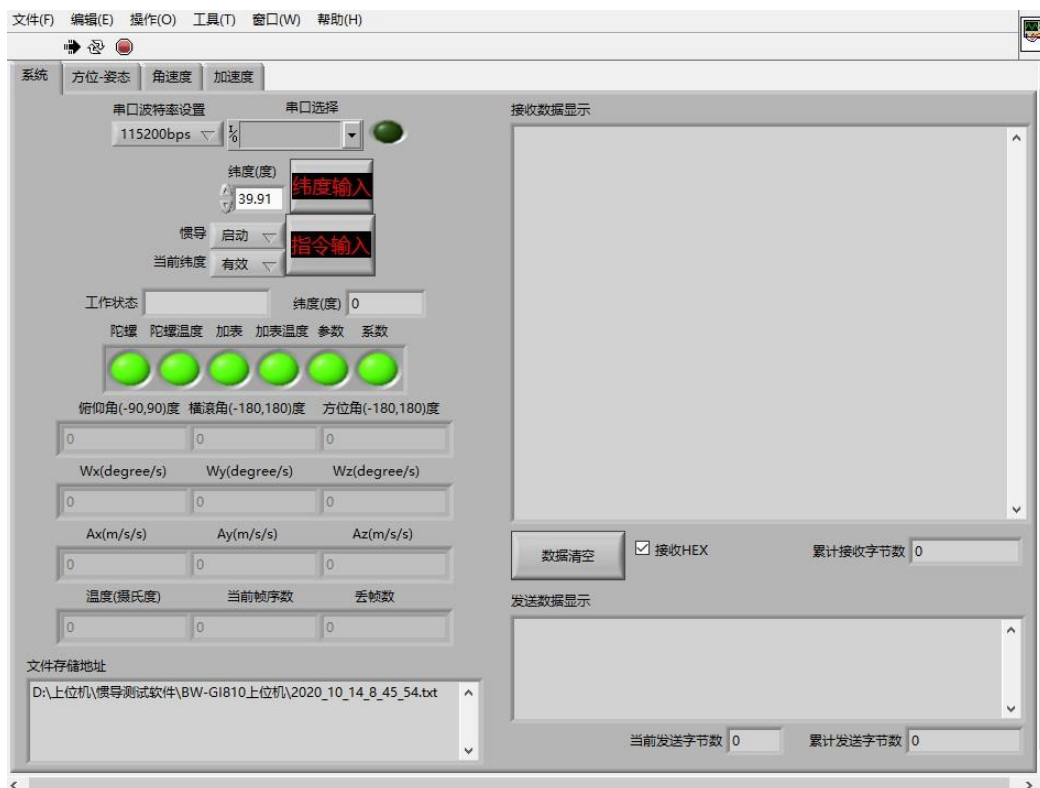 文件(F) 编辑(E) 操作(O) 工具(T) 窗口(W) 帮助(H)
系统 方位-姿态 角速度 加速度
串口波特率设置 串口选择
115200bps I/O
纬度(度)
39.91
纬度输入
惯导 启动
指令输入
当前纬度 有效
工作状态 纬度(度) 0
陀螺 陀螺温度 加表 加表温度 参数 系数
俯仰角(-90,90)度 横滚角(-180,180)度 方位角(-180,180)度
0 0 0
Wx(degree/s) Wy(degree/s) Wz(degree/s)
0 0 0
Ax(m/s/s) Ay(m/s/s) Az(m/s/s)
0 0 0
温度(摄氏度) 当前帧序数 丢帧数
0 0 0
文件存储地址
D:\上位机\惯导测试软件\BW-GI810上位机\2020_10_14_8_45_54.txt
接收数据显示
数据清空 接收HEX 累计接收字节数 0
发送数据显示
当前发送字节数 0 累计发送字节数 0